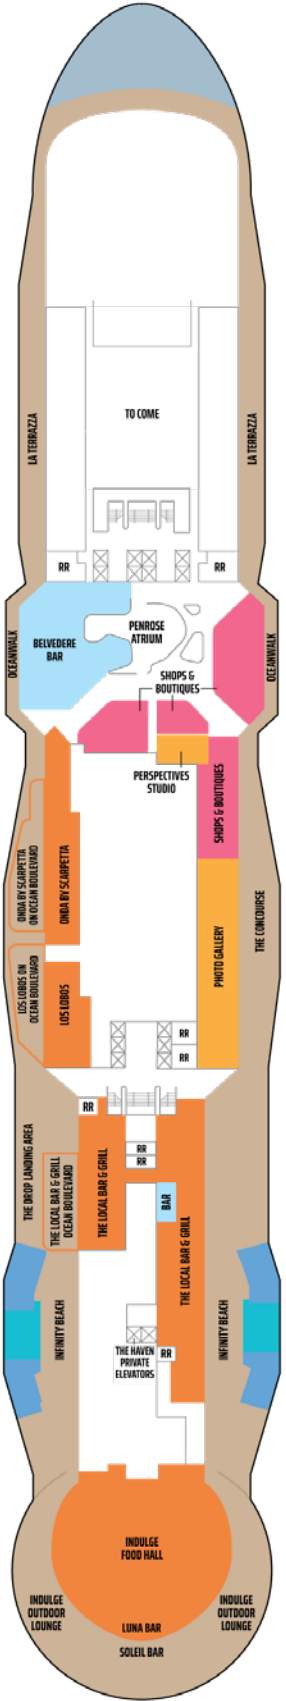 LA TERRAZZA
TO COME
LA TERRAZZA
RR
RR
OCEANWALK
BELVEDERE
BAR
PENROSE
ATRIUM
OCEANWALK
SHOPS &
BOUTIQUES
PERSPECTIVES
STUDIO
SHOPS & BOUTIQUES
ONDA BY SCARPETTA
ON OCEAN BOULEVARD
ONDA BY SCARPETTA
THE CONCOURSE
PHOTO GALLERY
LOS LOBOS ON
OCEAN BOULEVARD
LOS LOBOS
RR
RR
RR
THE DROP LANDING AREA
THE LOCAL BAR & GRILL
OCEAN BOULEVARD
THE LOCAL BAR & GRILL
RR
RR
BAR
THE LOCAL BAR & GRILL
INFINITY BEACH
INFINITY BEACH
THE HAVEN
PRIVATE
ELEVATORS
RR
INDULGE
FOOD HALL
INDULGE
OUTDOOR
LOUNGE
INDULGE
OUTDOOR
LOUNGE
LUNA BAR
SOLEIL BAR